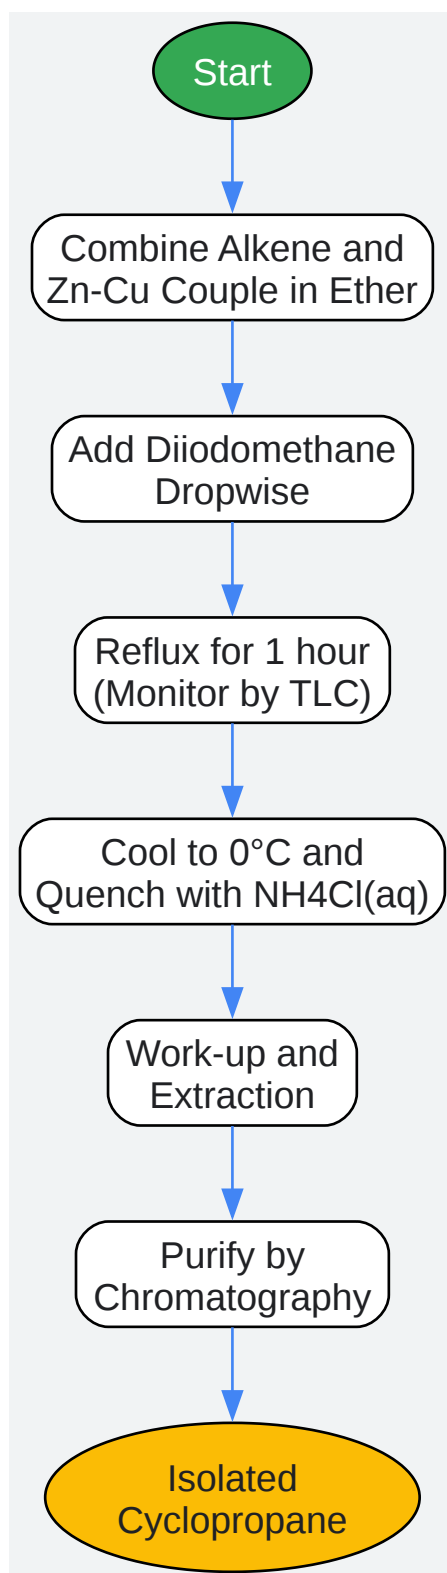 Start
Combine Alkene and
Zn-Cu Couple in Ether
Add Diiodomethane
Dropwise
Reflux for 1 hour
(Monitor by TLC)
Cool to 0°C and
Quench with NH4Cl(aq)
Work-up and
Extraction
Purify by
Chromatography
Isolated
Cyclopropane